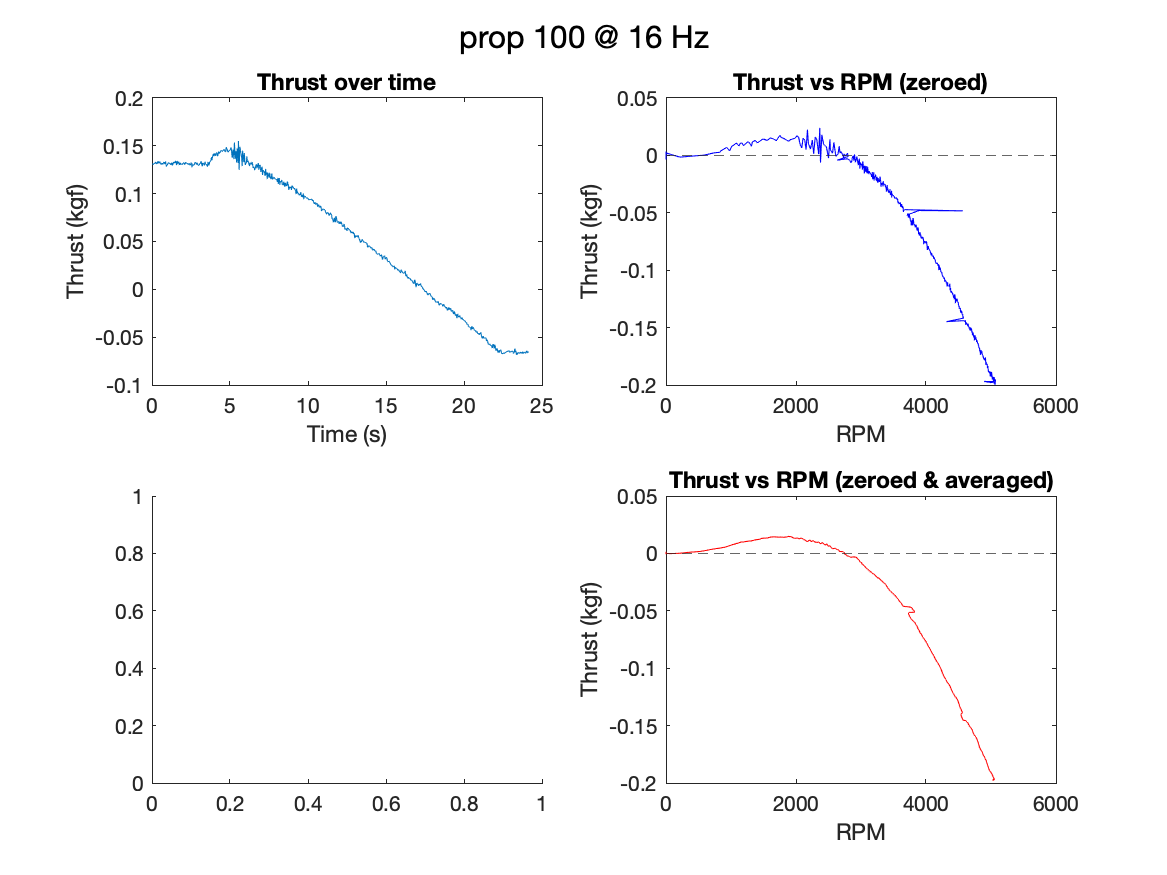 prop 100 @ 16 Hz
Thrust over time
0.2
0.15
0.1
0.05
0
-0.05
-0.1
0 5 10 15 20 25
Thrust (kgf)
Time (s)
Thrust vs RPM (zeroed)
0.05
0
-0.05
-0.1
-0.15
-0.2
0 2000 4000 6000
Thrust (kgf)
RPM
1
0.8
0.6
0.4
0.2
0
0 0.2 0.4 0.6 0.8 1
Thrust vs RPM (zeroed & averaged)
0.05
0
-0.05
-0.1
-0.15
-0.2
0 2000 4000 6000
Thrust (kgf)
RPM